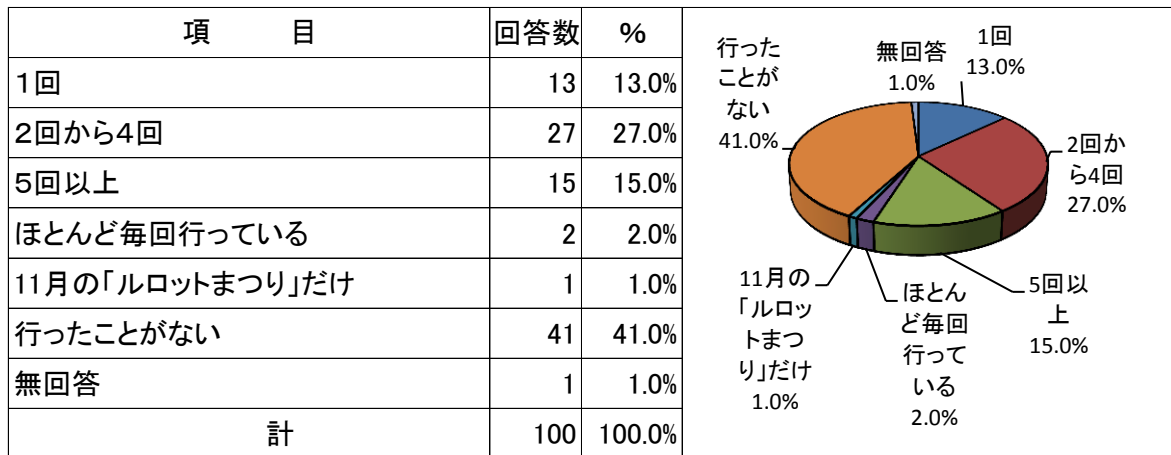 項　　目 回答数 %
１回 13 13.0%
２回から４回 27 27.0%
５回以上 15 15.0%
ほとんど毎回行っている 2 2.0%
11月の「ルロットまつり」だけ 1 1.0%
行ったことがない 41 41.0%
無回答 1 1.0%
計 100 100.0%
1回
13.0%
2回か
ら4回
27.0%
5回以
上
15.0%
ほとん
ど毎回
行って
いる
2.0%
11月の
「ルロッ
トまつ
り」だけ
1.0%
行った
ことが
ない
41.0%
無回答
1.0%